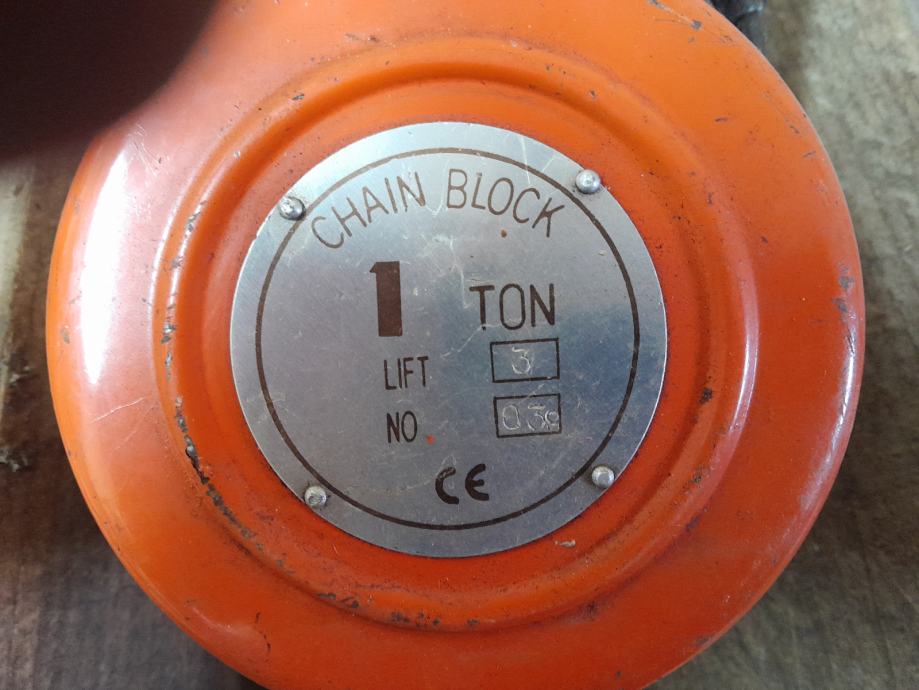 CHAIN BLOCK
1 TON
LIFT 3
NO.
CE